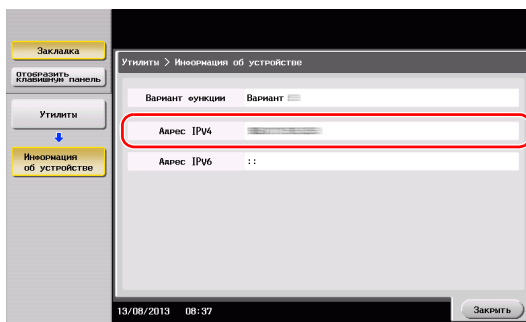 Закладка
Отобразить
клавишную панель
Утилиты
Информация
об устройстве
Утилиты > Информация об устройстве
Вариант функции Вариант
Адрес IPv4
Адрес IPv6 ::
13/08/2013 08:37
Закрыть